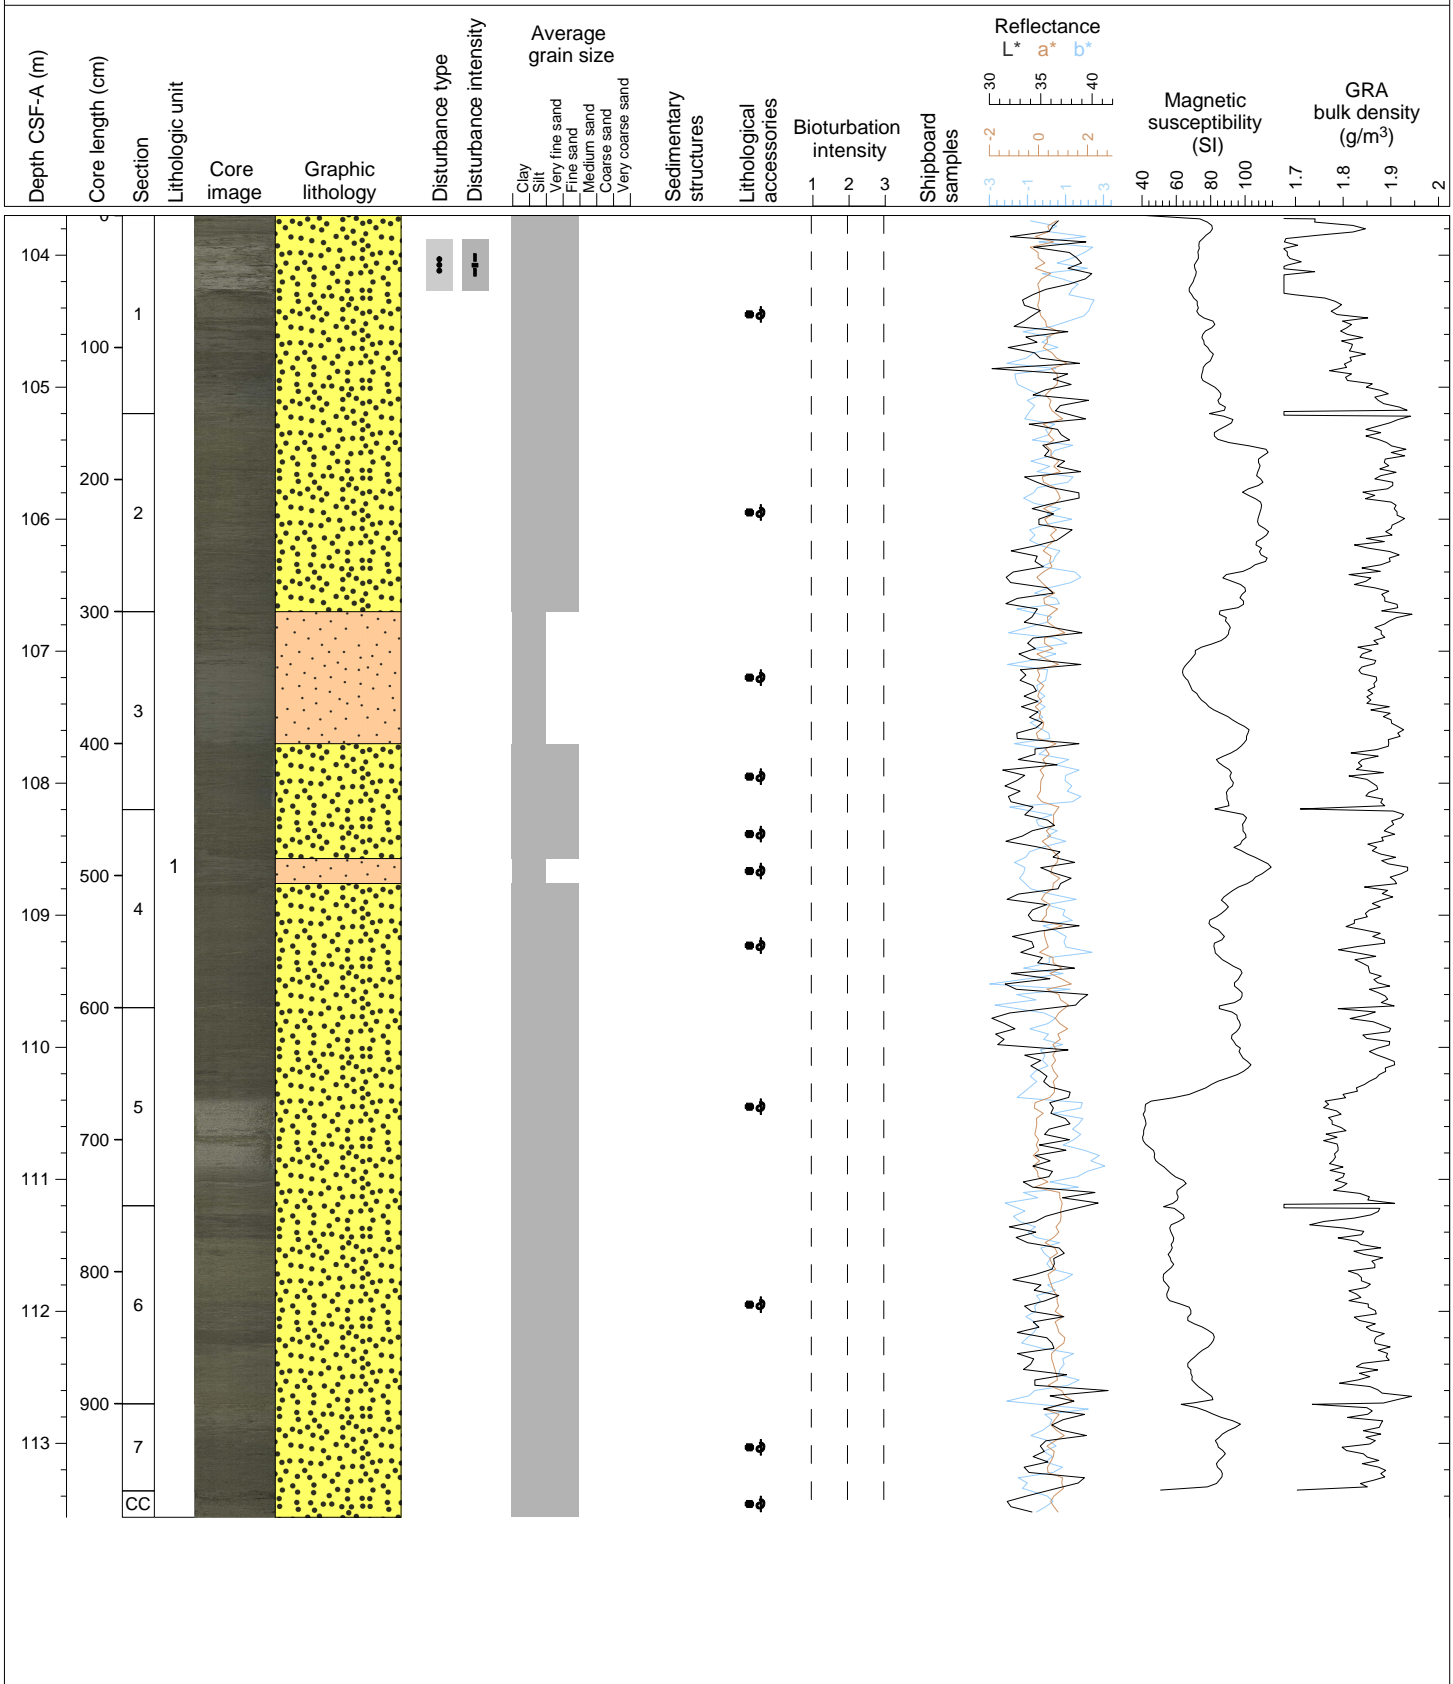 Depth CSF-A (m)
Core length (cm)
Section
Lithologic unit
Core
image
Graphic
lithology
Disturbance type
Disturbance intensity
Average
grain size
Clay
Silt
Very fine sand
Fine sand
Medium sand
Coarse sand
Very coarse sand
Sedimentary
structures
Lithological
accessories
Bioturbation
intensity
1 2 3
Shipboard
samples
Reflectance
L* a* b*
30 35 40
-2 0 2
-3 -1 1 3
Magnetic
susceptibility
(SI)
40 60 80 100
GRA
bulk density
(g/m3)
1.7 1.8 1.9 2
0
104
1
100
105
200
2
106
300
107
3
400
108
1
500
4
109
600
110
5
700
111
800
6
112
900
7
113
CC